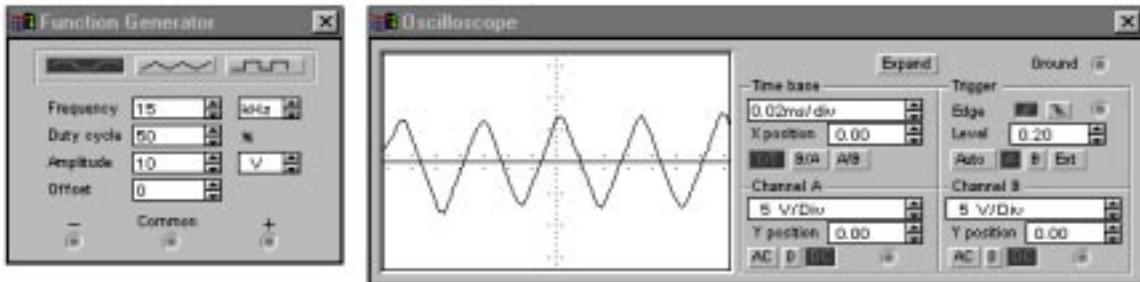 Function Generator
Frequency 15 kHz
Duty cycle 50 %
Amplitude 10 V
Offset 0
− Common +
Oscilloscope
Expand Ground
Time base
0.02ms/div
X position 0.00
B/A A/B
Trigger
Edge
Level 0.20
Auto A B Ext
Channel A
5 V/Div
Y position 0.00
AC 0 DC
Channel B
5 V/Div
Y position 0.00
AC 0 DC